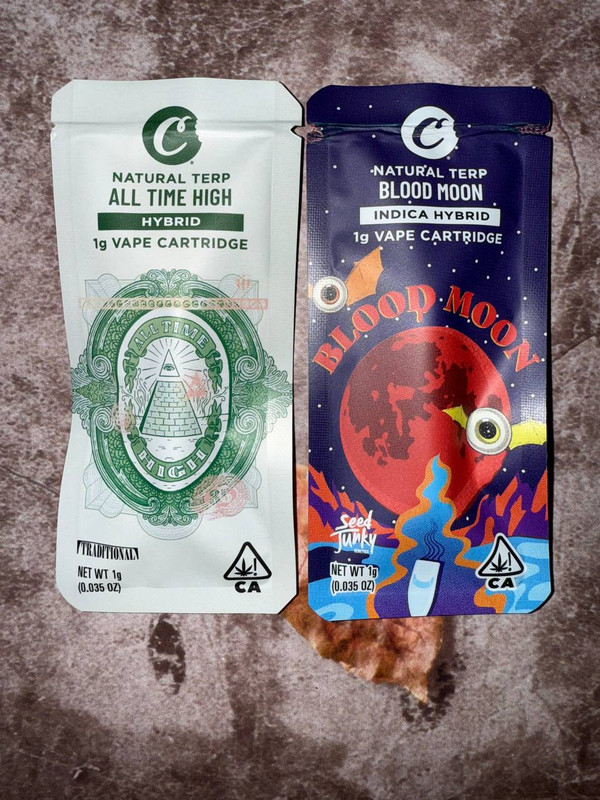 C
NATURAL TERP
ALL TIME HIGH
HYBRID
1g VAPE CARTRIDGE
ALL TIME
HIGH
TRADITIONAL
NET WT 1g
(0.035 OZ)
CA
C
NATURAL TERP
BLOOD MOON
INDICA HYBRID
1g VAPE CARTRIDGE
BLOOD MOON
Seed
Junky
NET WT 1g
(0.035 OZ)
CA